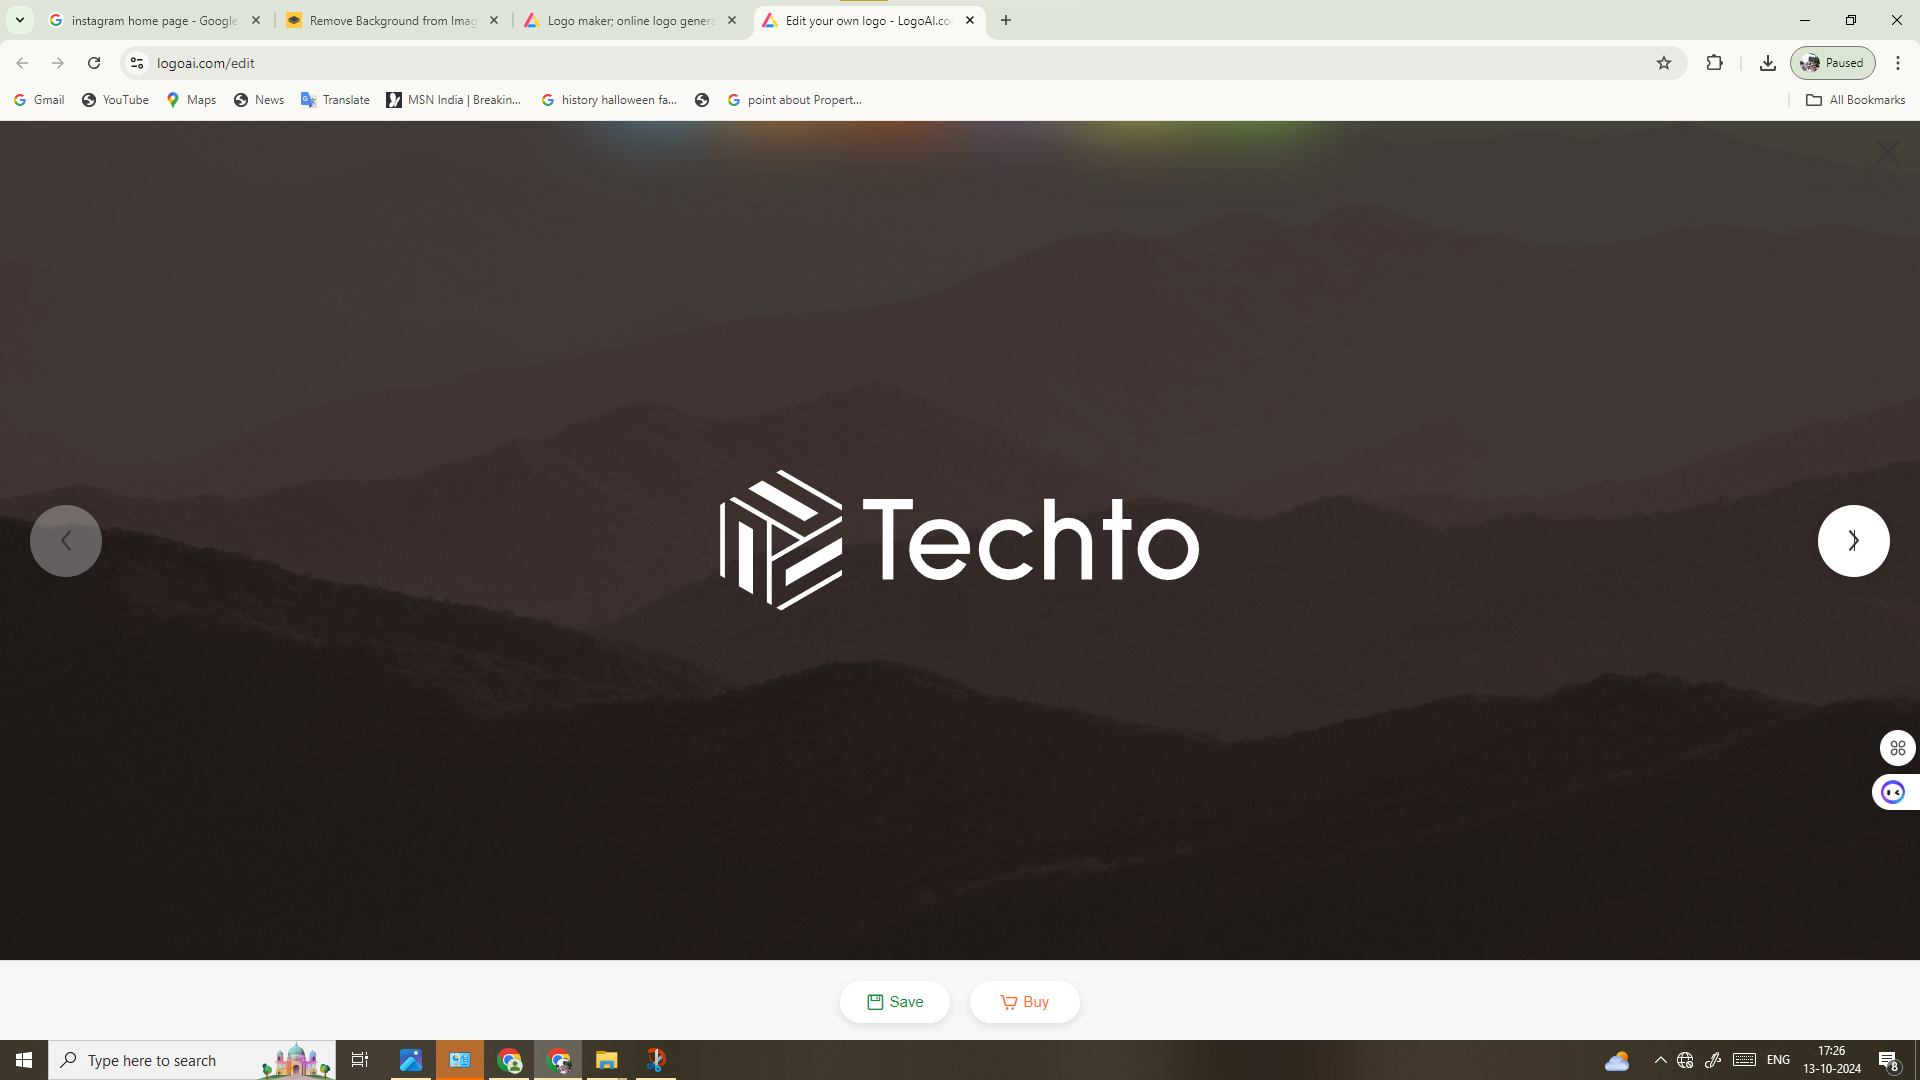 instagram home page - Google
Remove Background from Imag
Logo maker; online logo genera
Edit your own logo - LogoAI.co
logoai.com/edit
Paused
Gmail
YouTube
Maps
News
Translate
MSN India | Breakin...
history halloween fa...
point about Propert...
All Bookmarks
Techto
Save
Buy
Type here to search
ENG
17:26
13-10-2024
8